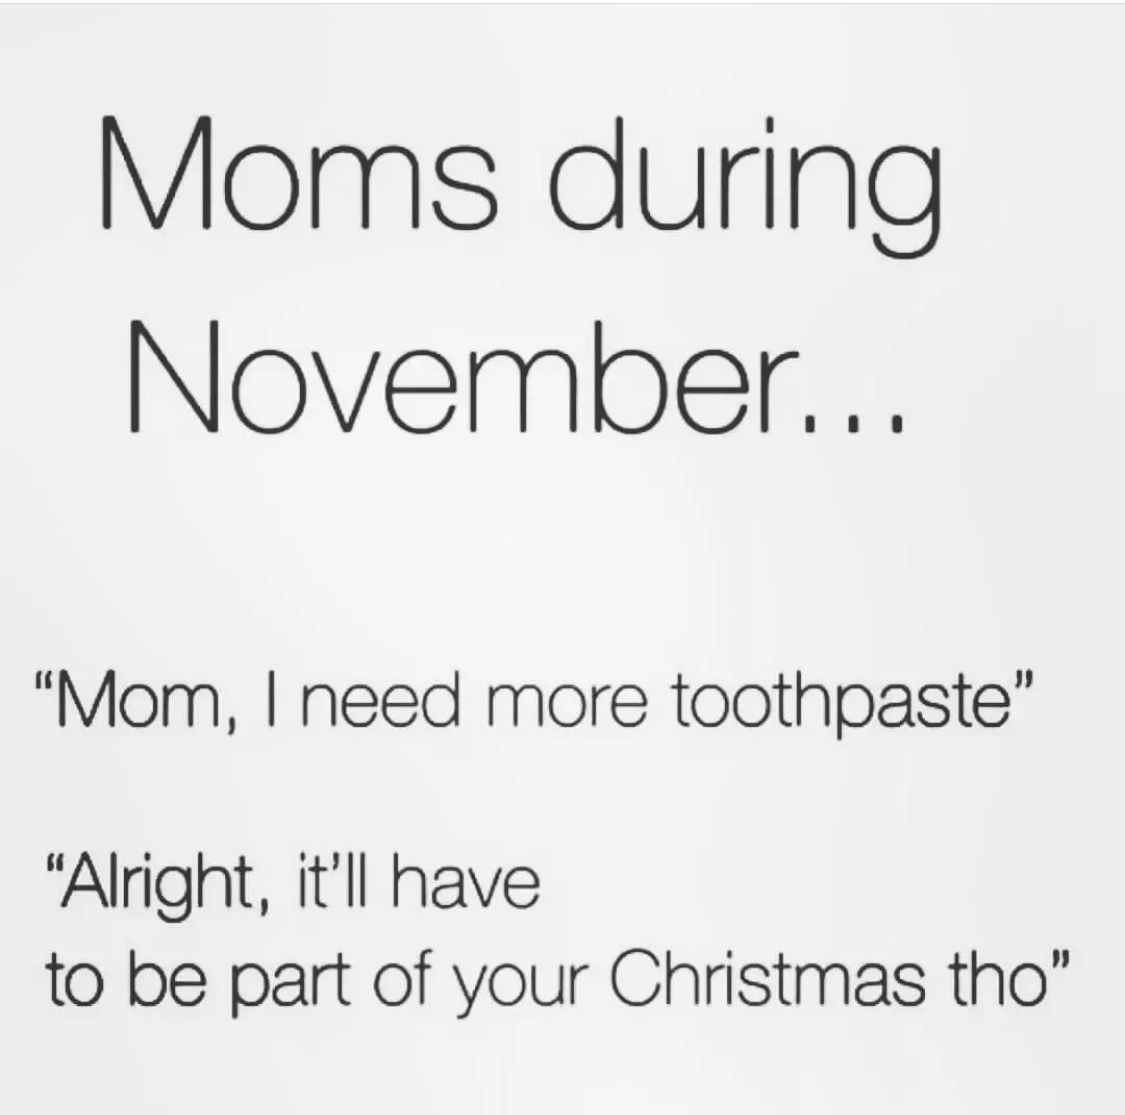 Moms during
November...
“Mom, I need more toothpaste”
“Alright, it’ll have
to be part of your Christmas tho”